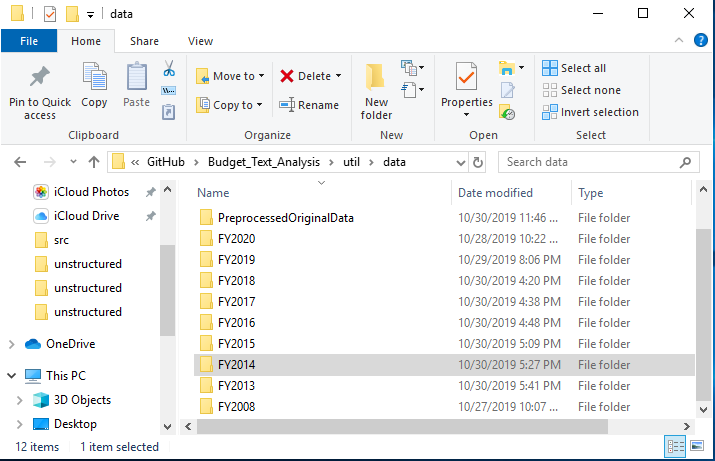 data
File Home Share View
Pin to Quick access
Copy
Paste
Clipboard
Move to
Copy to
Delete
Rename
Organize
New folder
New
Properties
Open
Select all
Select none
Invert selection
Select
« GitHub › Budget_Text_Analysis › util › data
Search data
iCloud Photos
iCloud Drive
src
unstructured
unstructured
unstructured
OneDrive
This PC
3D Objects
Desktop
Name Date modified Type
PreprocessedOriginalData 10/30/2019 11:46 ... File folder
FY2020 10/28/2019 10:22 ... File folder
FY2019 10/29/2019 8:06 PM File folder
FY2018 10/30/2019 4:20 PM File folder
FY2017 10/30/2019 4:38 PM File folder
FY2016 10/30/2019 4:48 PM File folder
FY2015 10/30/2019 5:09 PM File folder
FY2014 10/30/2019 5:27 PM File folder
FY2013 10/30/2019 5:41 PM File folder
FY2008 10/27/2019 10:07 ... File folder
12 items 1 item selected